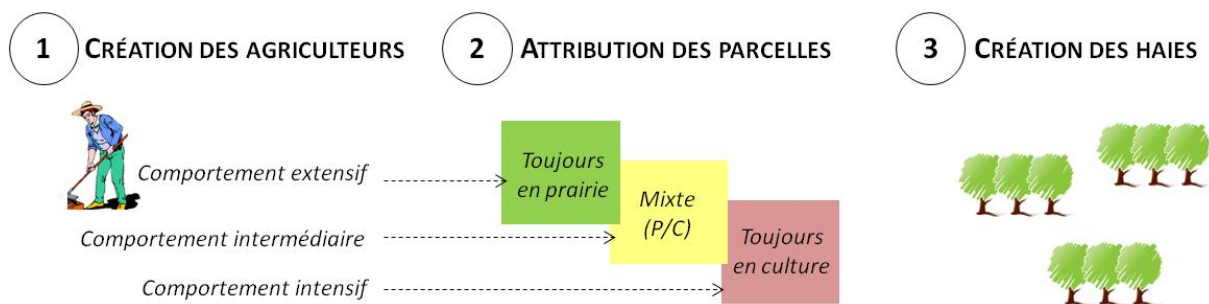 1 CRÉATION DES AGRICULTEURS
2 ATTRIBUTION DES PARCELLES
3 CRÉATION DES HAIES
Comportement extensif
Comportement intermédiaire
Comportement intensif
Toujours
en prairie
Mixte
(P/C)
Toujours
en culture